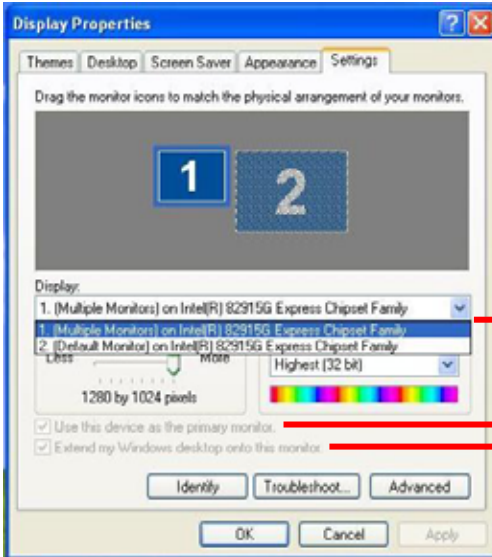 Display Properties
Themes Desktop Screen Saver Appearance Settings
Drag the monitor icons to match the physical arrangement of your monitors.
1 2
Display:
1. (Multiple Monitors) on Intel(R) 82915G Express Chipset Family
1. (Multiple Monitors) on Intel(R) 82915G Express Chipset Family
2. (Default Monitor) on Intel(R) 82915G Express Chipset Family
Less More Highest (32 bit)
1280 by 1024 pixels
Use this device as the primary monitor.
Extend my Windows desktop onto this monitor.
Identify Troubleshoot... Advanced
OK Cancel Apply